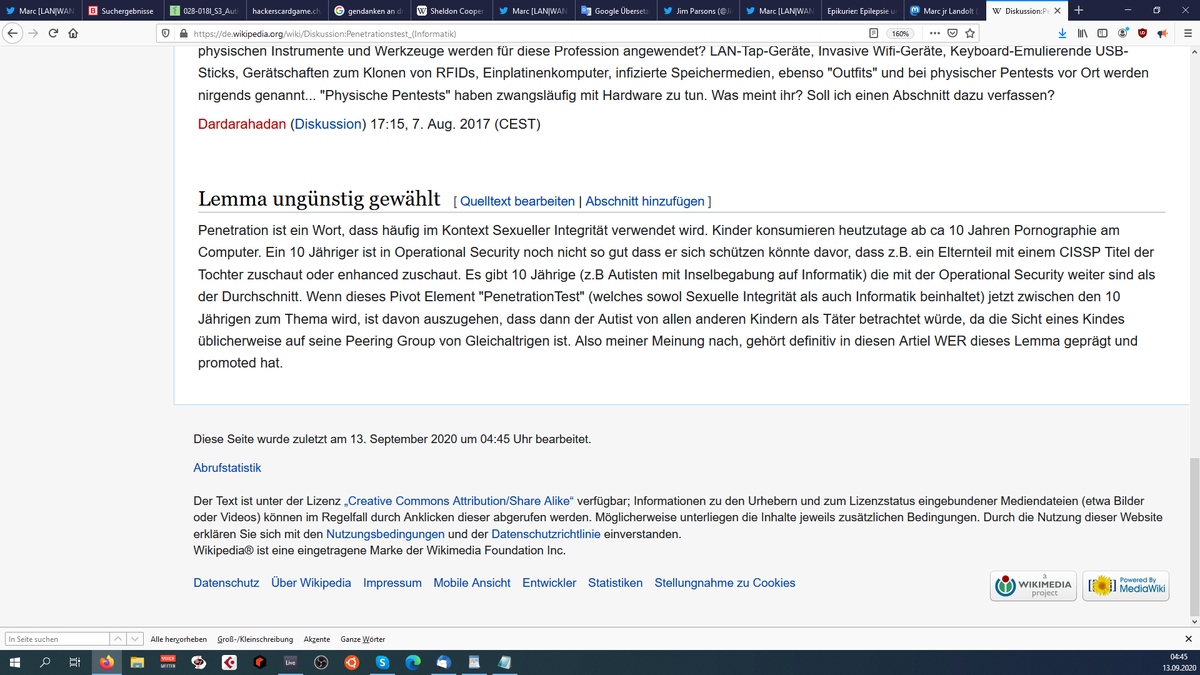 Marc [LAN|WAN
Suchergebnisse
028-018l_S3_Auti
hackerscardgame.ch
gendanken an d
Sheldon Cooper
Marc [LAN|WAN
Google Übersetz
Jim Parsons (@Ji
Marc [LAN|WAN
Epikurier: Epilepsie u
Marc jr Landolt
Diskussion:Pe
https://de.wikipedia.org/wiki/Diskussion:Penetrationstest_(Informatik)
160%
physischen Instrumente und Werkzeuge werden für diese Profession angewendet? LAN-Tap-Geräte, Invasive Wifi-Geräte, Keyboard-Emulierende USB-
Sticks, Gerätschaften zum Klonen von RFIDs, Einplatinenkomputer, infizierte Speichermedien, ebenso "Outfits" und bei physischer Pentests vor Ort werden
nirgends genannt... "Physische Pentests" haben zwangsläufig mit Hardware zu tun. Was meint ihr? Soll ich einen Abschnitt dazu verfassen?
Dardarahadan (Diskussion) 17:15, 7. Aug. 2017 (CEST)
Lemma ungünstig gewählt [ Quelltext bearbeiten | Abschnitt hinzufügen ]
Penetration ist ein Wort, dass häufig im Kontext Sexueller Integrität verwendet wird. Kinder konsumieren heutzutage ab ca 10 Jahren Pornographie am
Computer. Ein 10 Jähriger ist in Operational Security noch nicht so gut dass er sich schützen könnte davor, dass z.B. ein Elternteil mit einem CISSP Titel der
Tochter zuschaut oder enhanced zuschaut. Es gibt 10 Jährige (z.B Autisten mit Inselbegabung auf Informatik) die mit der Operational Security weiter sind als
der Durchschnitt. Wenn dieses Pivot Element "PenetrationTest" (welches sowol Sexuelle Integrität als auch Informatik beinhaltet) jetzt zwischen den 10
Jährigen zum Thema wird, ist davon auszugehen, dass dann der Autist von allen anderen Kindern als Täter betrachtet würde, da die Sicht eines Kindes
üblicherweise auf seine Peering Group von Gleichaltrigen ist. Also meiner Meinung nach, gehört definitiv in diesen Artiel WER dieses Lemma geprägt und
promoted hat.
Diese Seite wurde zuletzt am 13. September 2020 um 04:45 Uhr bearbeitet.
Abrufstatistik
Der Text ist unter der Lizenz „Creative Commons Attribution/Share Alike“ verfügbar; Informationen zu den Urhebern und zum Lizenzstatus eingebundener Mediendateien (etwa Bilder
oder Videos) können im Regelfall durch Anklicken dieser abgerufen werden. Möglicherweise unterliegen die Inhalte jeweils zusätzlichen Bedingungen. Durch die Nutzung dieser Website
erklären Sie sich mit den Nutzungsbedingungen und der Datenschutzrichtlinie einverstanden.
Wikipedia® ist eine eingetragene Marke der Wikimedia Foundation Inc.
Datenschutz Über Wikipedia Impressum Mobile Ansicht Entwickler Statistiken Stellungnahme zu Cookies
a WIKIMEDIA project
Powered By MediaWiki
In Seite suchen
Alle hervorheben Groß-/Kleinschreibung Akzente Ganze Wörter
Live
04:45
13.09.2020